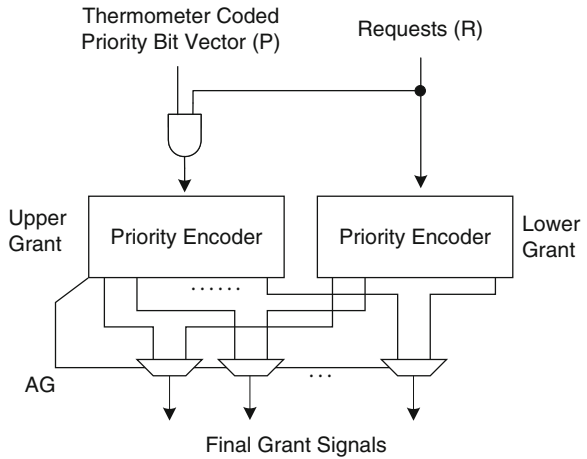 Thermometer Coded
Priority Bit Vector (P)
Requests (R)
Upper
Grant
Priority Encoder
Priority Encoder
Lower
Grant
......
AG
...
Final Grant Signals